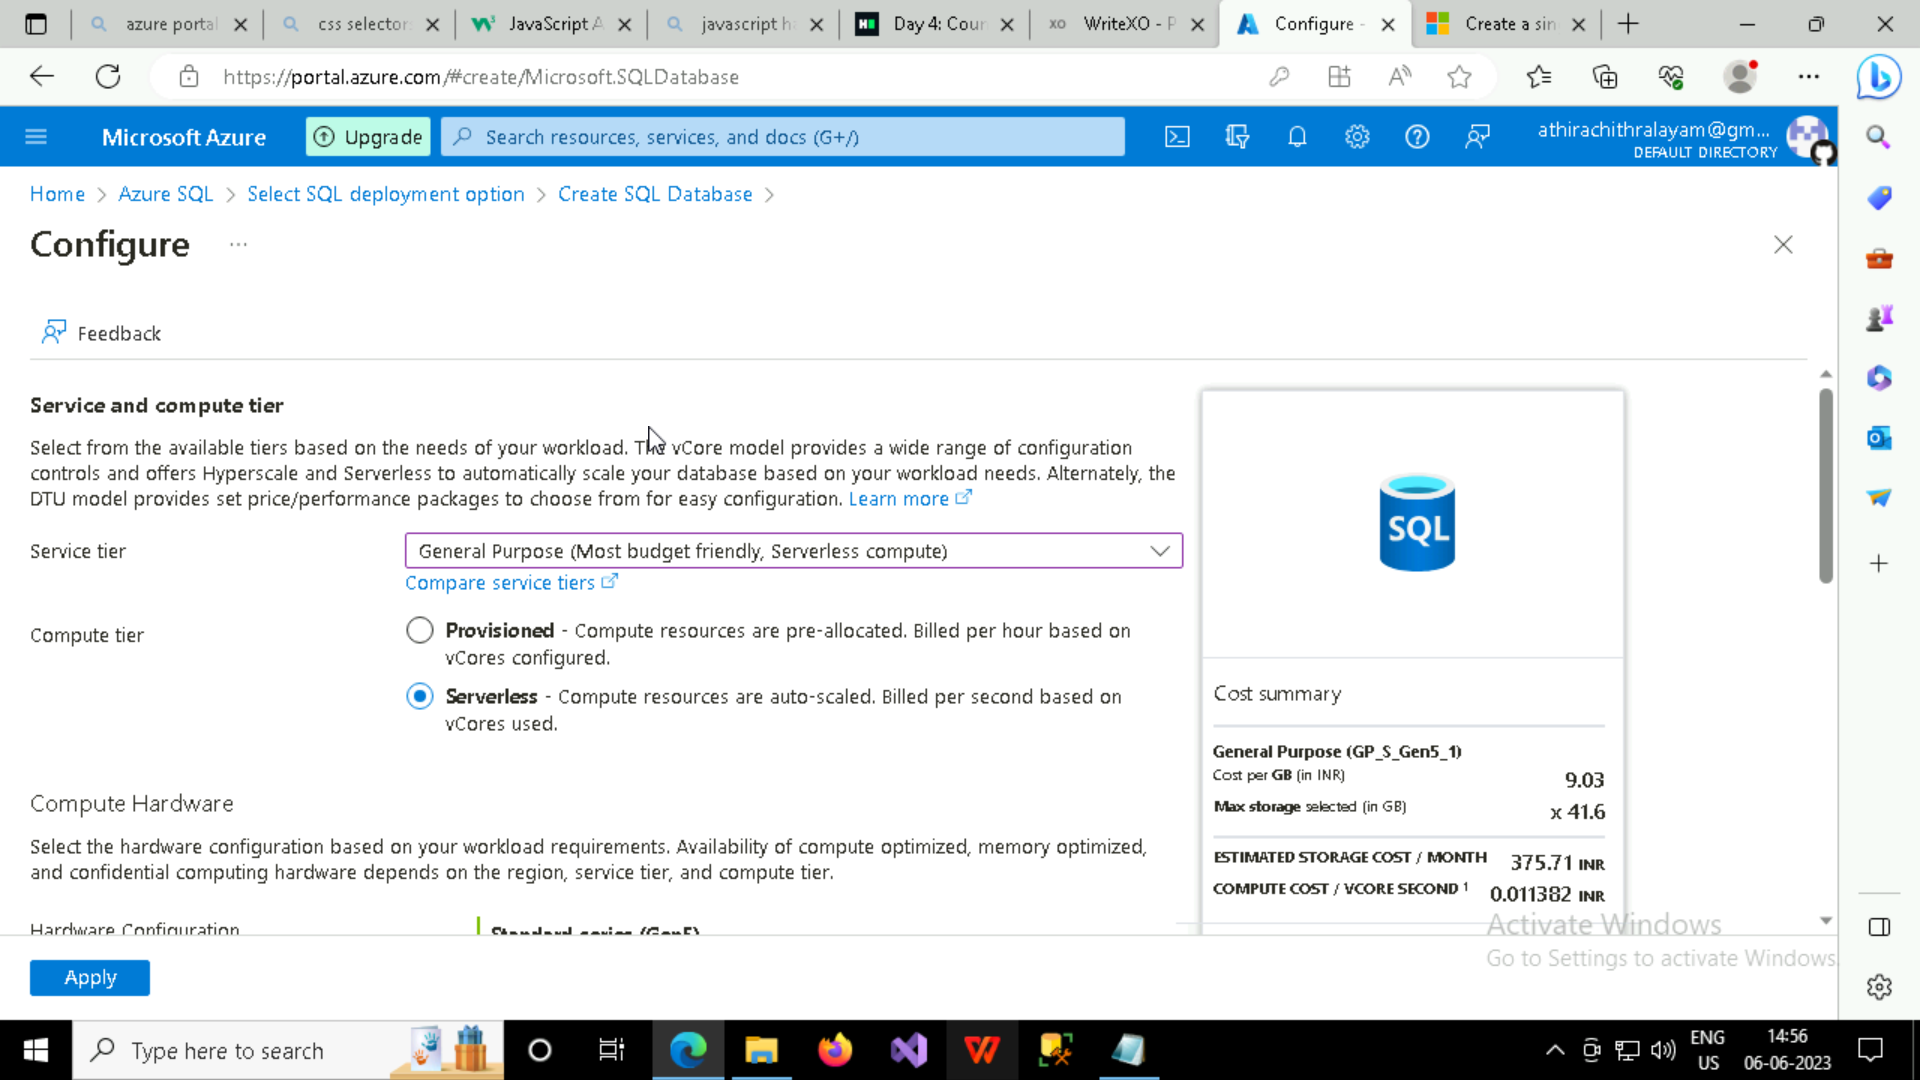 azure portal
css selector
JavaScript A
javascript h
Day 4: Coun
WriteXO - P
Configure -
Create a sin
https://portal.azure.com/#create/Microsoft.SQLDatabase
Microsoft Azure
Upgrade
Search resources, services, and docs (G+/)
athirachithralayam@gm...
DEFAULT DIRECTORY
Home > Azure SQL > Select SQL deployment option > Create SQL Database >
Configure ...
Feedback
Service and compute tier
Select from the available tiers based on the needs of your workload. The vCore model provides a wide range of configuration
controls and offers Hyperscale and Serverless to automatically scale your database based on your workload needs. Alternately, the
DTU model provides set price/performance packages to choose from for easy configuration. Learn more
Service tier
General Purpose (Most budget friendly, Serverless compute)
Compare service tiers
Compute tier
Provisioned - Compute resources are pre-allocated. Billed per hour based on
vCores configured.
Serverless - Compute resources are auto-scaled. Billed per second based on
vCores used.
Compute Hardware
Select the hardware configuration based on your workload requirements. Availability of compute optimized, memory optimized,
and confidential computing hardware depends on the region, service tier, and compute tier.
Hardware Configuration
Standard-series (Gen5)
Apply
SQL
Cost summary
General Purpose (GP_S_Gen5_1)
Cost per GB (in INR)
9.03
Max storage selected (in GB)
x 41.6
ESTIMATED STORAGE COST / MONTH
375.71 INR
COMPUTE COST / VCORE SECOND 1
0.011382 INR
Activate Windows
Go to Settings to activate Windows.
Type here to search
ENG
US
14:56
06-06-2023